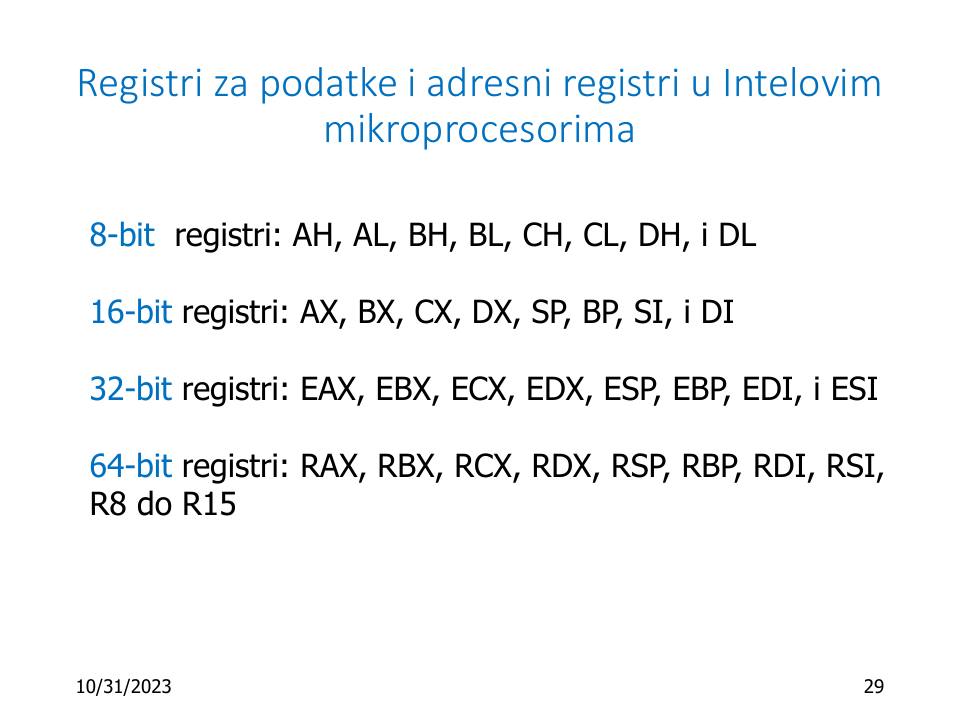 Registri za podatke i adresni registri u Intelovim
mikroprocesorima
8-bit  registri: AH, AL, BH, BL, CH, CL, DH, i DL
16-bit registri: AX, BX, CX, DX, SP, BP, SI, i DI
32-bit registri: EAX, EBX, ECX, EDX, ESP, EBP, EDI, i ESI
64-bit registri: RAX, RBX, RCX, RDX, RSP, RBP, RDI, RSI,
R8 do R15
10/31/2023
29